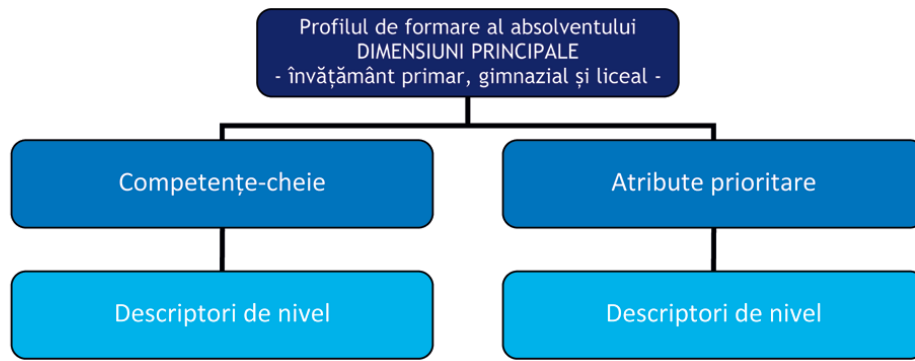 Profilul de formare al absolventului
DIMENSIUNI PRINCIPALE
- învățământ primar, gimnazial și liceal -
Competențe-cheie
Atribute prioritare
Descriptori de nivel
Descriptori de nivel